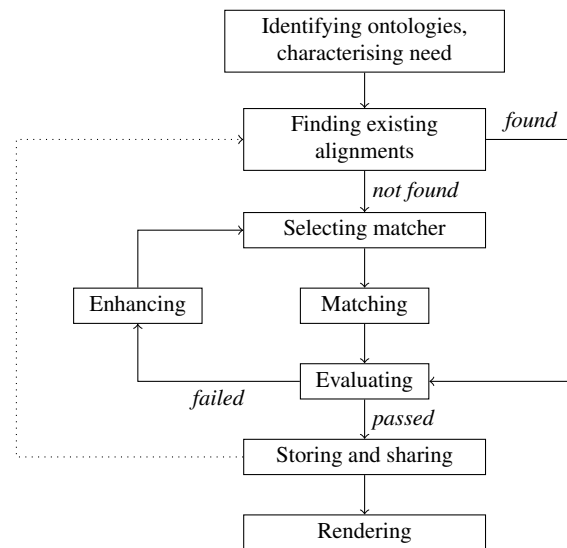 Identifying ontologies,
characterising need
Finding existing
alignments
found
not found
Selecting matcher
Enhancing
Matching
Evaluating
failed
passed
Storing and sharing
Rendering